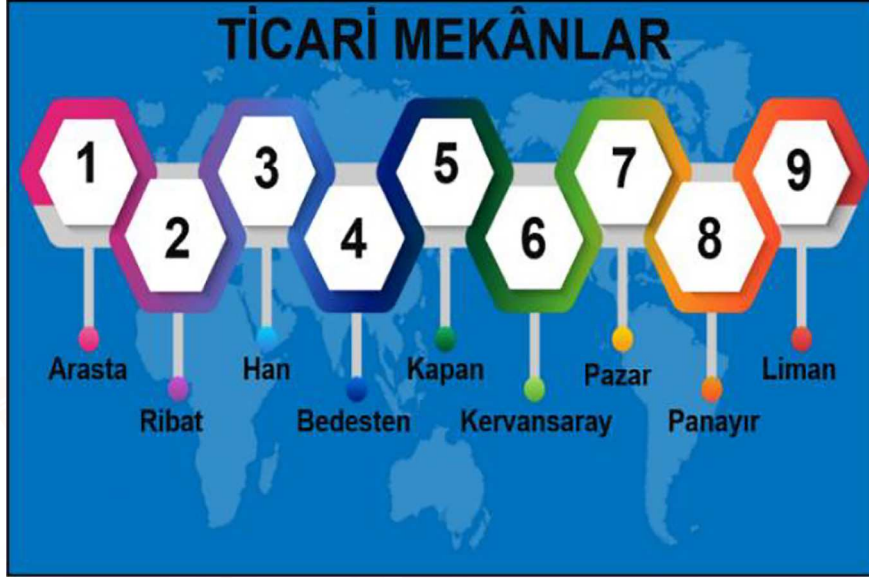 TİCARİ MEKÂNLAR
1
2
3
4
5
6
7
8
9
Arasta
Ribat
Han
Bedesten
Kapan
Kervansaray
Pazar
Panayır
Liman